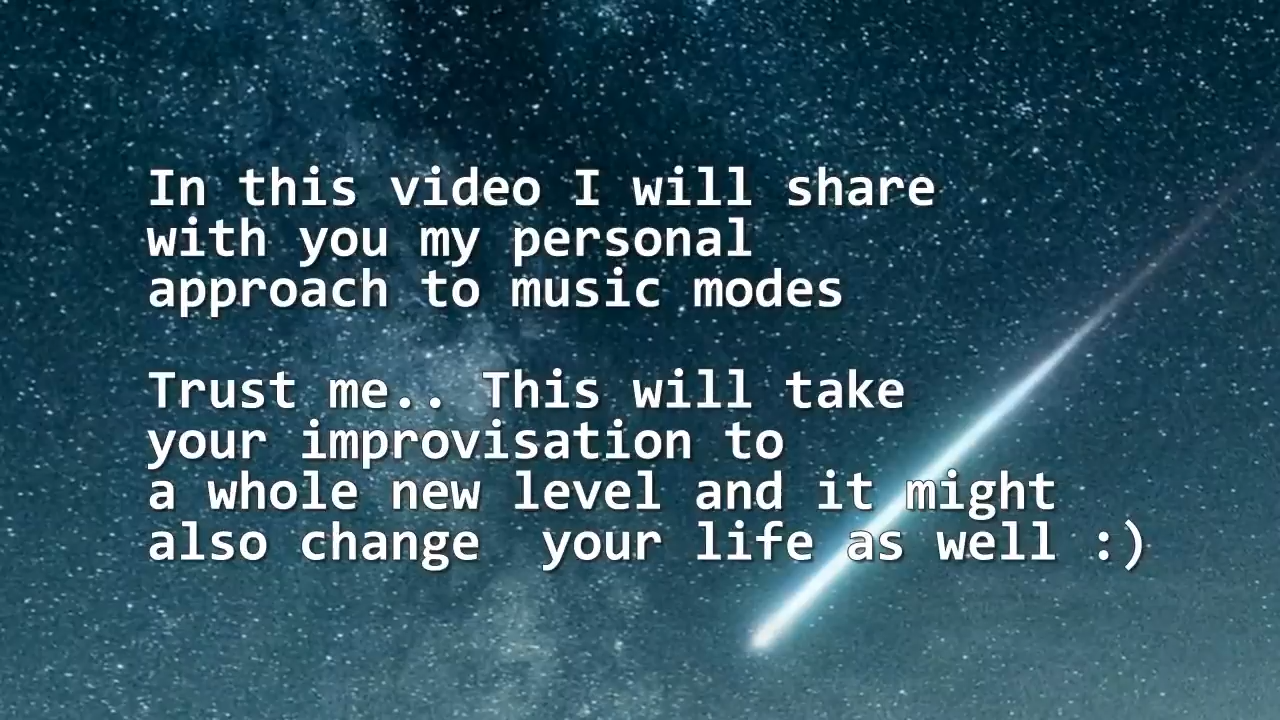 In this video I will share
with you my personal
approach to music modes
Trust me.. This will take
your improvisation to
a whole new level and it might
also change  your life as well :)